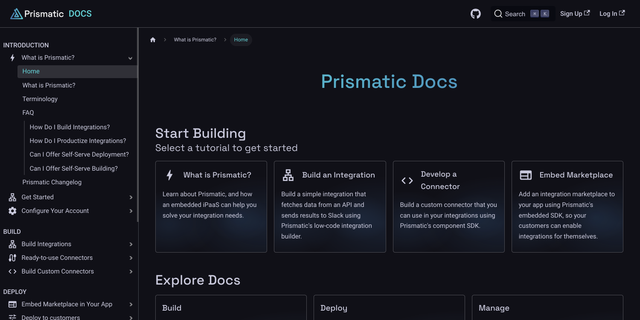 Prismatic DOCS
Search
Sign Up
Log In
INTRODUCTION
What is Prismatic?
Home
What is Prismatic?
Terminology
FAQ
How Do I Build Integrations?
How Do I Productize Integrations?
Can I Offer Self-Serve Deployment?
Can I Offer Self-Serve Building?
Prismatic Changelog
Get Started
Configure Your Account
BUILD
Build Integrations
Ready-to-use Connectors
Build Custom Connectors
DEPLOY
Embed Marketplace in Your App
Deploy to customers
What is Prismatic?
Home
Prismatic Docs
Start Building
Select a tutorial to get started
What is Prismatic?
Learn about Prismatic, and how
an embedded iPaaS can help you
solve your integration needs.
Build an Integration
Build a simple integration that
fetches data from an API and
sends results to Slack using
Prismatic's low-code integration
builder.
Develop a
Connector
Build a custom connector that you
can use in your integrations using
Prismatic's component SDK.
Embed Marketplace
Add an integration marketplace to
your app using Prismatic's
embedded SDK, so your
customers can enable
integrations for themselves.
Explore Docs
Build
Deploy
Manage